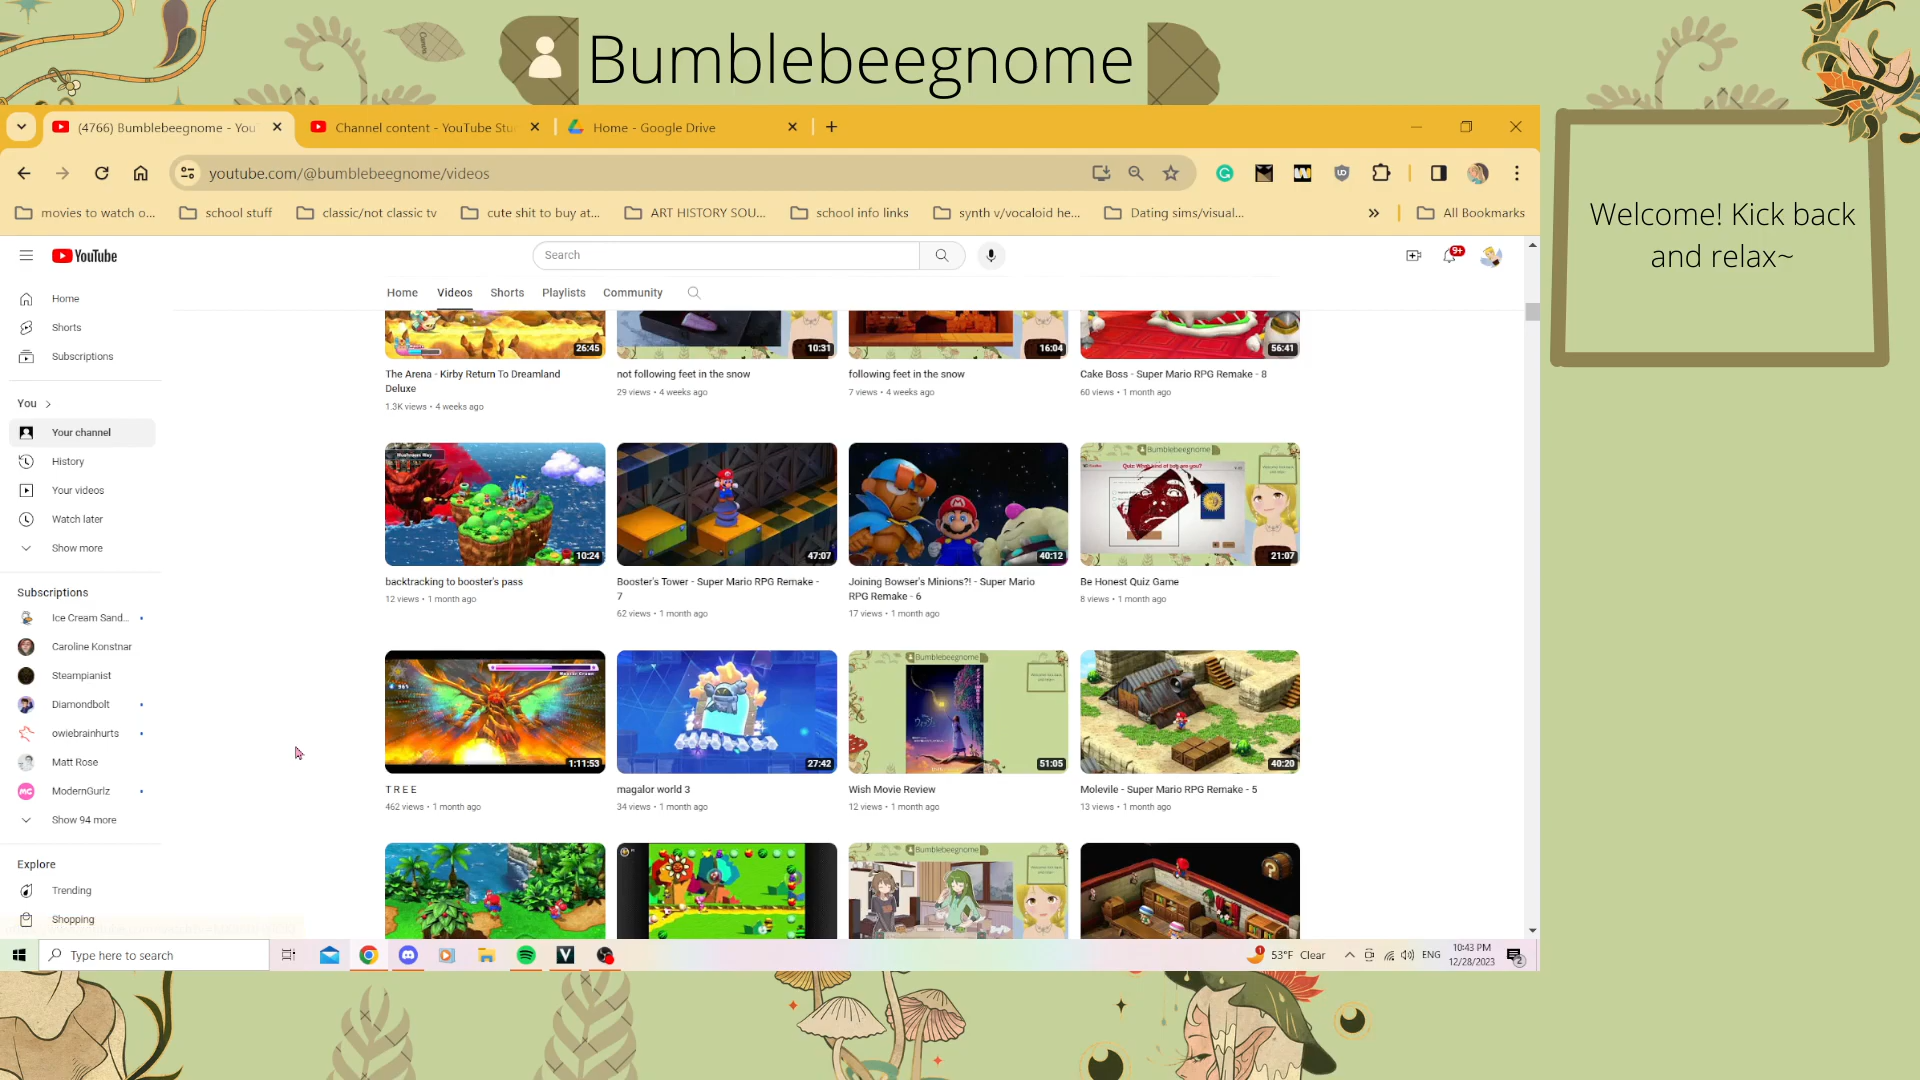 Bumblebeegnome
(4766) Bumblebeegnome - You
Channel content - YouTube Stu
Home - Google Drive
youtube.com/@bumblebeegnome/videos
movies to watch o...
school stuff
classic/not classic tv
cute shit to buy at...
ART HISTORY SOU...
school info links
synth v/vocaloid he...
Dating sims/visual...
All Bookmarks
Welcome! Kick back
and relax~
YouTube
Search
9+
Home
Videos
Shorts
Playlists
Community
Home
Shorts
Subscriptions
You
Your channel
History
Your videos
Watch later
Show more
Subscriptions
Ice Cream Sand...
Caroline Konstnar
Steampianist
Diamondbolt
owiebrainhurts
Matt Rose
ModernGurlz
Show 94 more
Explore
Trending
Shopping
26:45
10:31
16:04
56:41
The Arena - Kirby Return To Dreamland
Deluxe
1.3K views • 4 weeks ago
not following feet in the snow
29 views • 4 weeks ago
following feet in the snow
7 views • 4 weeks ago
Cake Boss - Super Mario RPG Remake - 8
60 views • 1 month ago
10:24
47:07
40:12
Bumblebeegnome
Quiz: What kind of bob are you?
21:07
backtracking to booster's pass
12 views • 1 month ago
Booster's Tower - Super Mario RPG Remake -
7
62 views • 1 month ago
Joining Bowser's Minions?! - Super Mario
RPG Remake - 6
17 views • 1 month ago
Be Honest Quiz Game
8 views • 1 month ago
1:11:53
27:42
Bumblebeegnome
51:05
40:20
T R E E
462 views • 1 month ago
magalor world 3
34 views • 1 month ago
Wish Movie Review
12 views • 1 month ago
Molevile - Super Mario RPG Remake - 5
13 views • 1 month ago
Bumblebeegnome
Type here to search
53°F Clear
ENG
10:43 PM
12/28/2023
2